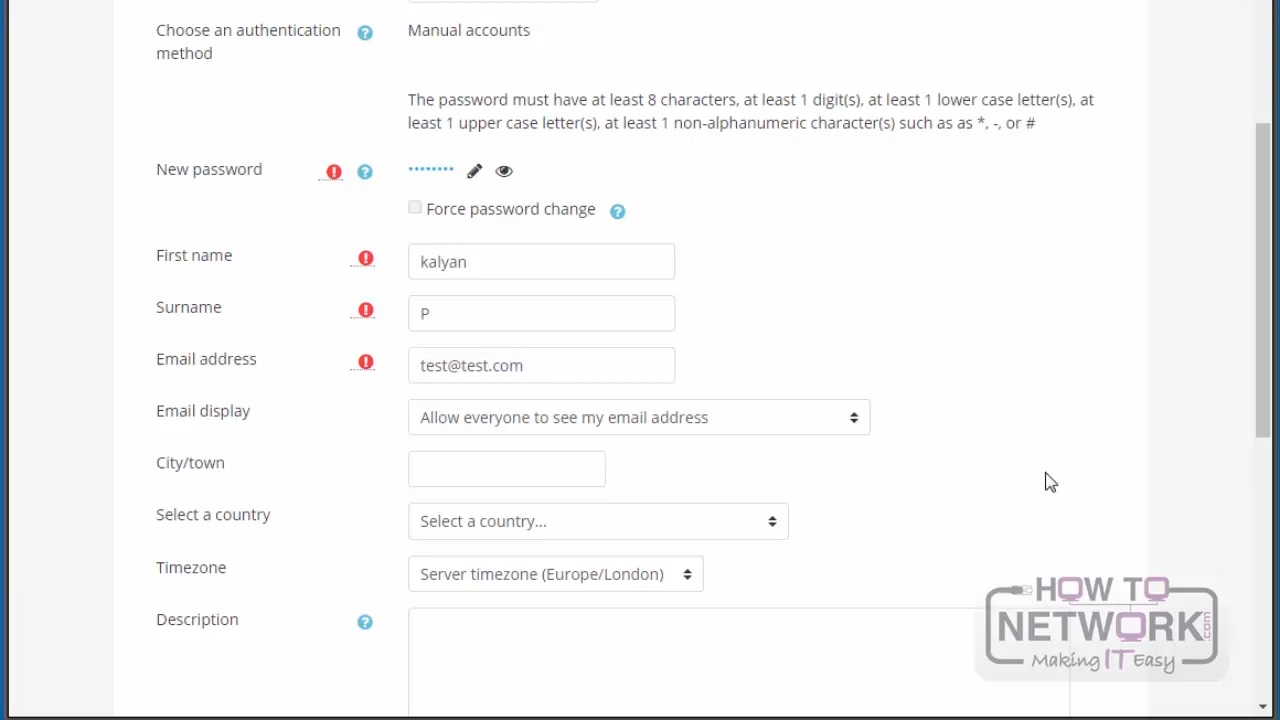 Choose an authentication
method
Manual accounts
The password must have at least 8 characters, at least 1 digit(s), at least 1 lower case letter(s), at
least 1 upper case letter(s), at least 1 non-alphanumeric character(s) such as as *, -, or #
New password
••••••••
Force password change
First name
kalyan
Surname
P
Email address
test@test.com
Email display
Allow everyone to see my email address
City/town
Select a country
Select a country...
Timezone
Server timezone (Europe/London)
Description
HOW TO
NETWORK.com
Making IT Easy